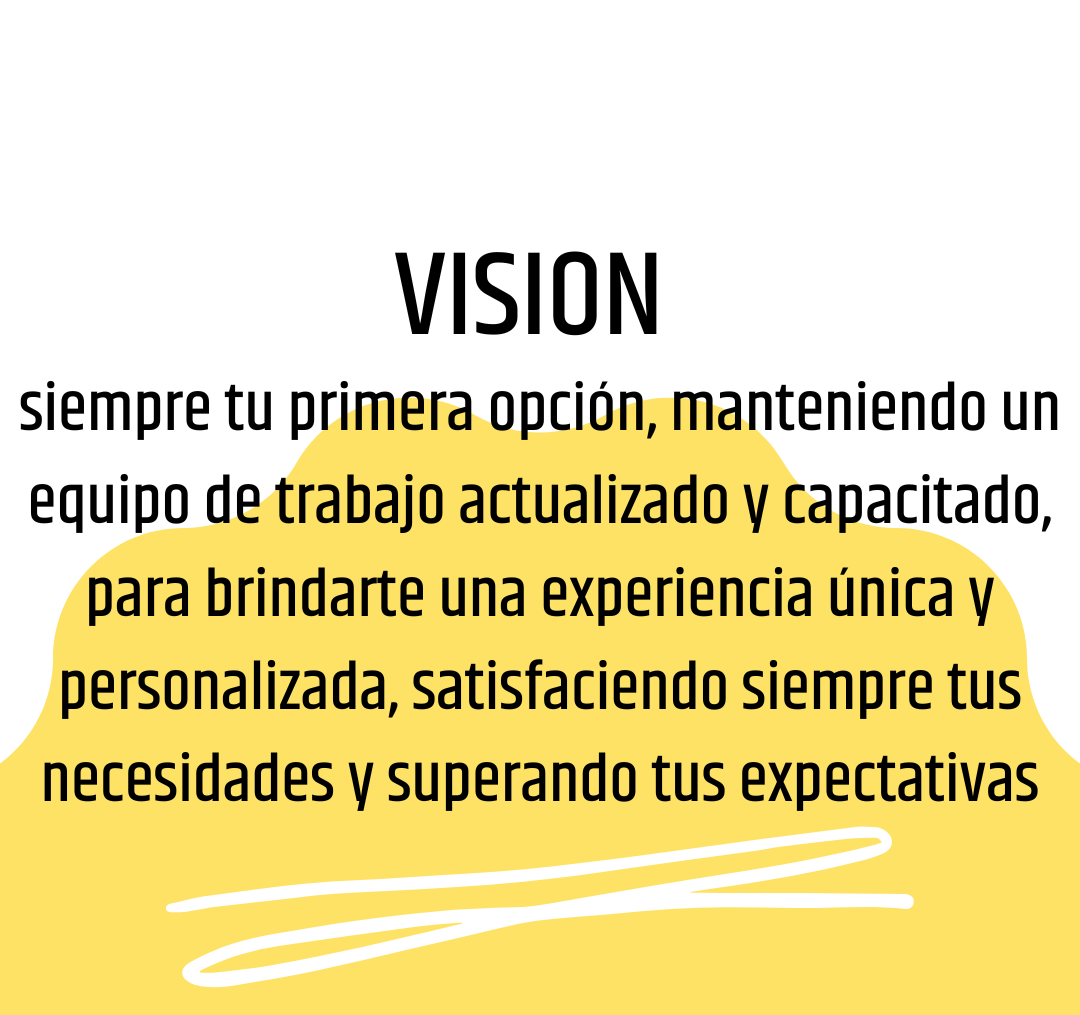 VISION
siempre tu primera opción, manteniendo un
equipo de trabajo actualizado y capacitado,
para brindarte una experiencia única y
personalizada, satisfaciendo siempre tus
necesidades y superando tus expectativas